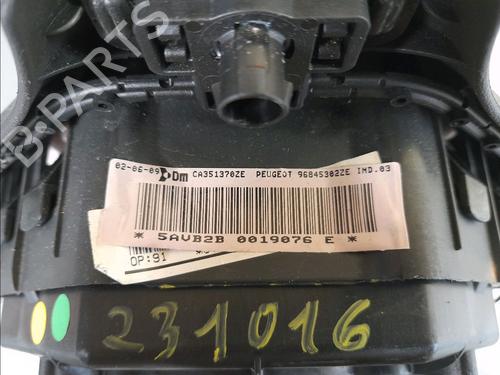 B-PARTS
02-06-09 Dm CA351370ZE PEUGEOT 96845302ZE IND.03
* 5AVB2B 0019076 E *
OP:91
231016